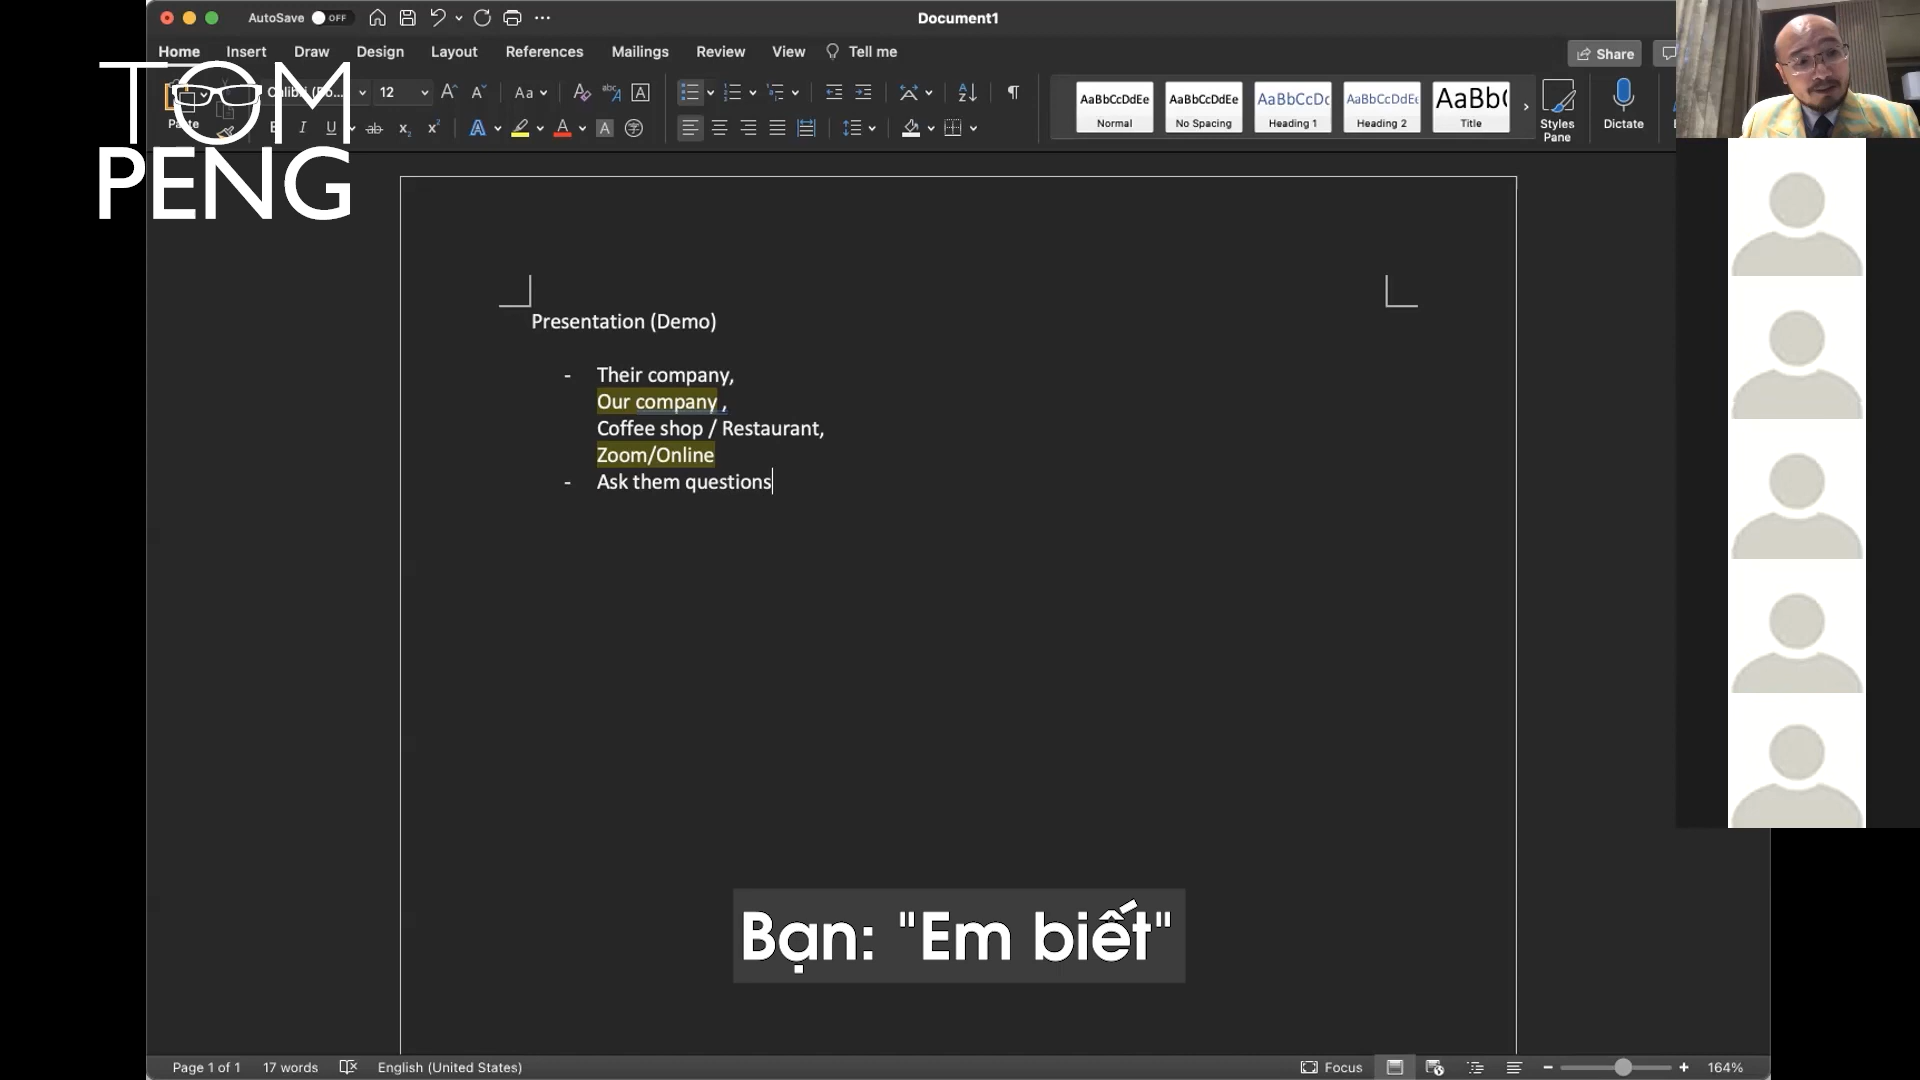 AutoSave OFF
Document1
Home Insert Draw Design Layout References Mailings Review View Tell me
Share
TOM
PENG
12
Aa
AaBbCcDdEe AaBbCcDdEe AaBbCcDc AaBbCcDdEe AaBb(
Normal No Spacing Heading 1 Heading 2 Title
Styles
Pane
Dictate
Presentation (Demo)
- Their company,
Our company ,
Coffee shop / Restaurant,
Zoom/Online
- Ask them questions
Bạn: "Em biết"
Page 1 of 1 17 words English (United States) Focus 164%